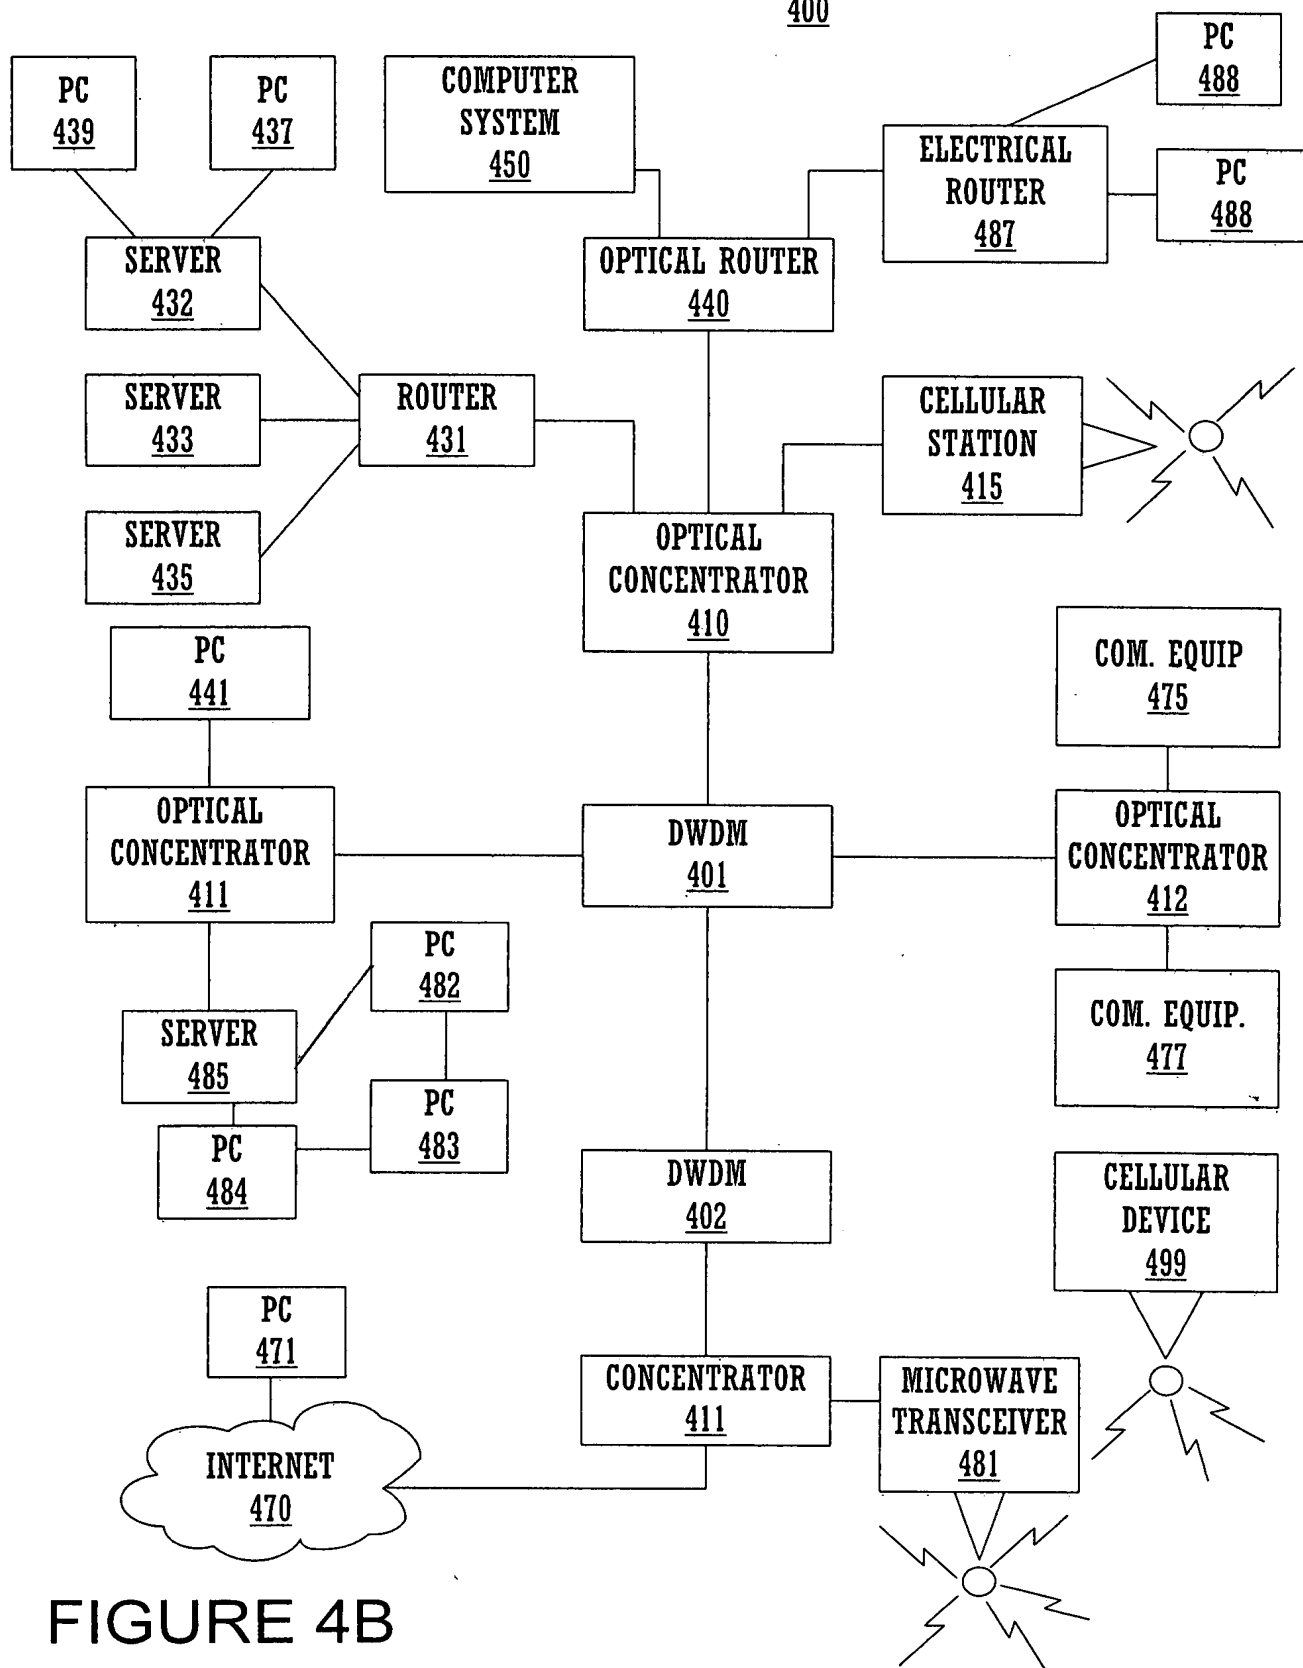 400
PC
439
PC
437
COMPUTER
SYSTEM
450
PC
488
ELECTRICAL
ROUTER
487
PC
488
SERVER
432
OPTICAL ROUTER
440
SERVER
433
ROUTER
431
CELLULAR
STATION
415
SERVER
435
OPTICAL
CONCENTRATOR
410
PC
441
COM. EQUIP
475
OPTICAL
CONCENTRATOR
411
DWDM
401
OPTICAL
CONCENTRATOR
412
PC
482
SERVER
485
COM. EQUIP.
477
PC
483
PC
484
DWDM
402
CELLULAR
DEVICE
499
PC
471
CONCENTRATOR
411
MICROWAVE
TRANSCEIVER
481
INTERNET
470
FIGURE 4B